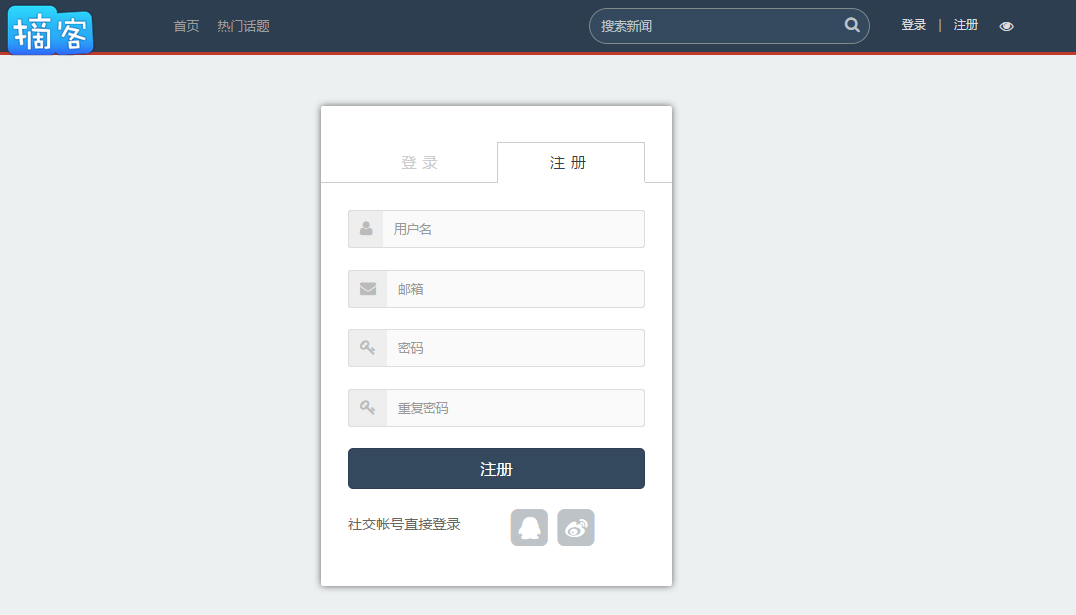 摘客 首页 热门话题 搜索新闻 登录 | 注册
登 录 注 册
用户名
邮箱
密码
重复密码
注册
社交帐号直接登录